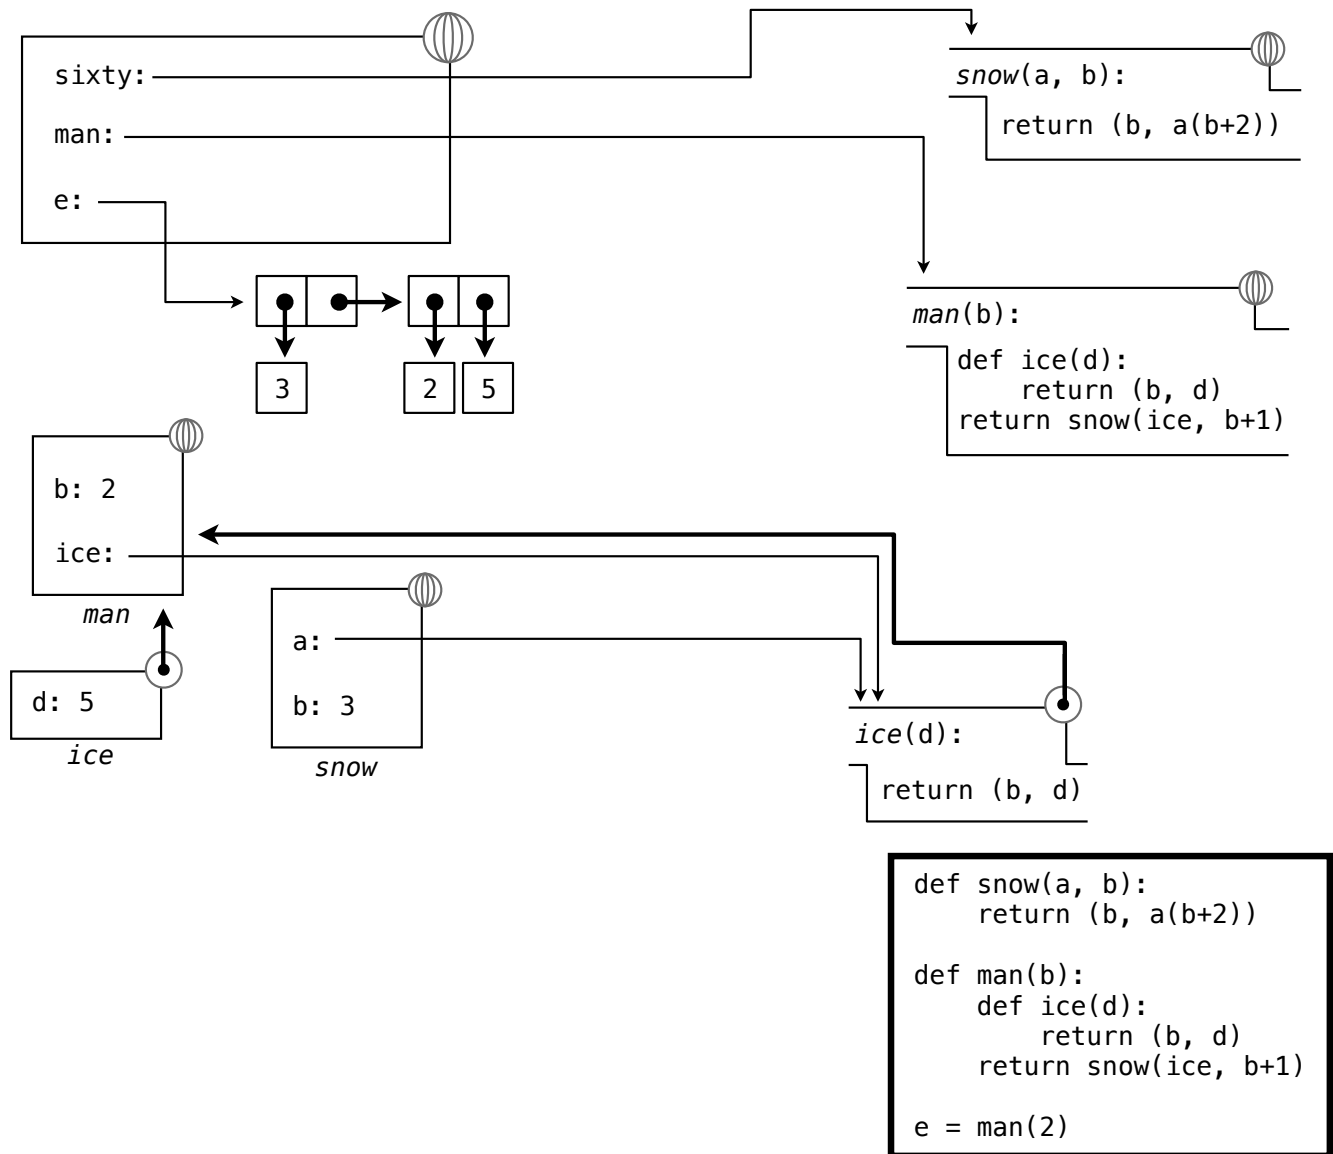 sixty:
man:
e:
snow(a, b):
return (b, a(b+2))
man(b):
def ice(d):
    return (b, d)
return snow(ice, b+1)
3
2
5
b: 2
ice:
man
d: 5
ice
a:
b: 3
snow
ice(d):
return (b, d)
def snow(a, b):
    return (b, a(b+2))
def man(b):
    def ice(d):
        return (b, d)
    return snow(ice, b+1)
e = man(2)